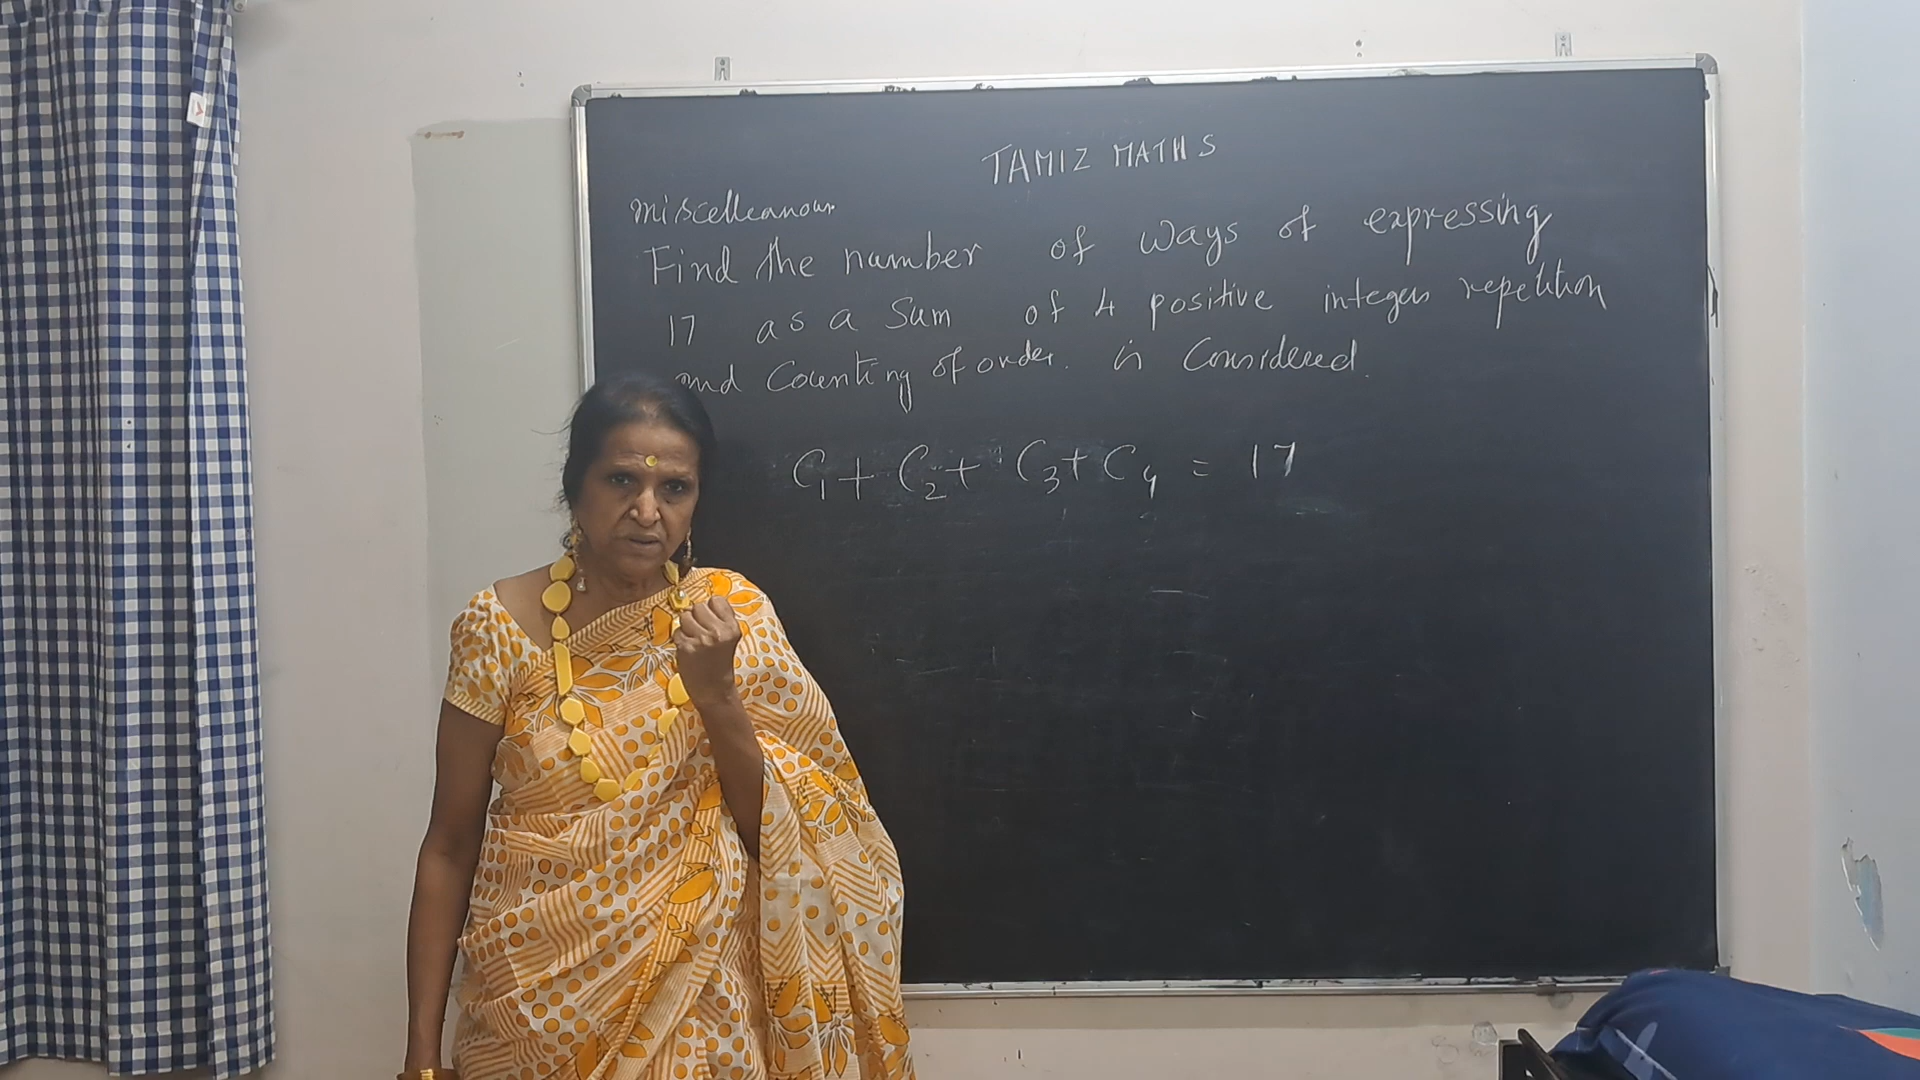 TAMIZ MATHS
miscelleanous
Find the number of ways of expressing
17 as a Sum of 4 positive integers repetition
and Counting of order. is Considered.
C1 + C2 + C3 + C4 = 17